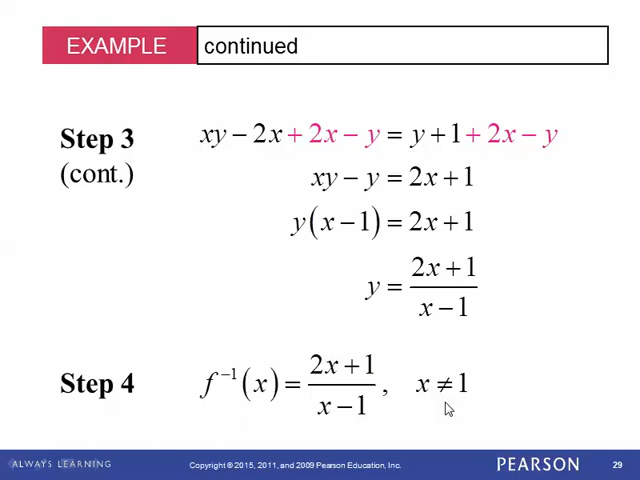 EXAMPLE continued
Step 3 xy − 2x + 2x − y = y + 1 + 2x − y
(cont.) xy − y = 2x + 1
y(x − 1) = 2x + 1
y = (2x + 1)/(x − 1)
Step 4 f⁻¹(x) = (2x + 1)/(x − 1), x ≠ 1
ALWAYS LEARNING Copyright © 2015, 2011, and 2009 Pearson Education, Inc. PEARSON 29